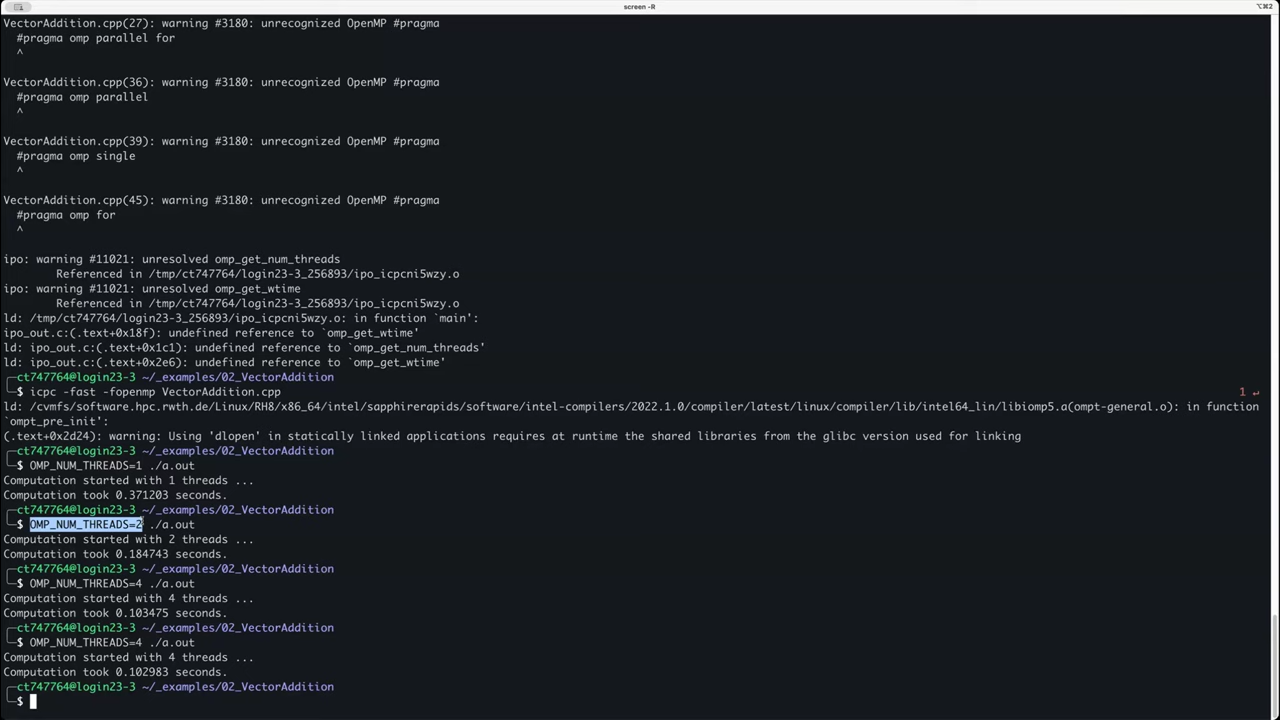 screen -R
⌥⌘2
VectorAddition.cpp(27): warning #3180: unrecognized OpenMP #pragma
#pragma omp parallel for
^
VectorAddition.cpp(36): warning #3180: unrecognized OpenMP #pragma
#pragma omp parallel
^
VectorAddition.cpp(39): warning #3180: unrecognized OpenMP #pragma
#pragma omp single
^
VectorAddition.cpp(45): warning #3180: unrecognized OpenMP #pragma
#pragma omp for
^
ipo: warning #11021: unresolved omp_get_num_threads
Referenced in /tmp/ct747764/login23-3_256893/ipo_icpcni5wzy.o
ipo: warning #11021: unresolved omp_get_wtime
Referenced in /tmp/ct747764/login23-3_256893/ipo_icpcni5wzy.o
ld: /tmp/ct747764/login23-3_256893/ipo_icpcni5wzy.o: in function `main':
ipo_out.c:(.text+0x18f): undefined reference to `omp_get_wtime'
ld: ipo_out.c:(.text+0x1c1): undefined reference to `omp_get_num_threads'
ld: ipo_out.c:(.text+0x2e6): undefined reference to `omp_get_wtime'
ct747764@login23-3 ~/_examples/02_VectorAddition
$ icpc -fast -fopenmp VectorAddition.cpp 1 ↵
ld: /cvmfs/software.hpc.rwth.de/Linux/RH8/x86_64/intel/sapphirerapids/software/intel-compilers/2022.1.0/compiler/latest/linux/compiler/lib/intel64_lin/libiomp5.a(ompt-general.o): in function
`ompt_pre_init':
(.text+0x2d24): warning: Using 'dlopen' in statically linked applications requires at runtime the shared libraries from the glibc version used for linking
ct747764@login23-3 ~/_examples/02_VectorAddition
$ OMP_NUM_THREADS=1 ./a.out
Computation started with 1 threads ...
Computation took 0.371203 seconds.
ct747764@login23-3 ~/_examples/02_VectorAddition
$ OMP_NUM_THREADS=2 ./a.out
Computation started with 2 threads ...
Computation took 0.184743 seconds.
ct747764@login23-3 ~/_examples/02_VectorAddition
$ OMP_NUM_THREADS=4 ./a.out
Computation started with 4 threads ...
Computation took 0.103475 seconds.
ct747764@login23-3 ~/_examples/02_VectorAddition
$ OMP_NUM_THREADS=4 ./a.out
Computation started with 4 threads ...
Computation took 0.102983 seconds.
ct747764@login23-3 ~/_examples/02_VectorAddition
$